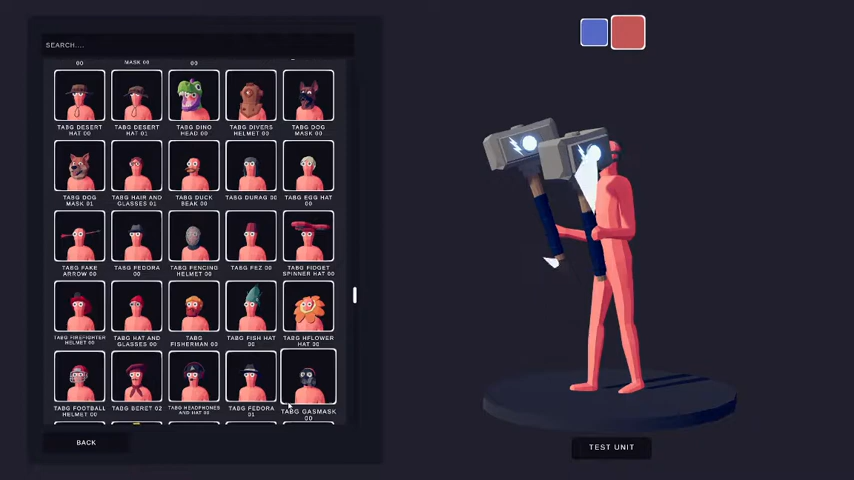 SEARCH....
00
MASK 00
00
TABG DESERT
HAT 00
TABG DESERT
HAT 01
TABG DINO
HEAD 00
TABG DIVERS
HELMET 00
TABG DOG
MASK 00
TABG DOG
MASK 01
TABG HAIR AND
GLASSES 01
TABG DUCK
BEAK 00
TABG DURAG 00
TABG EGG HAT
00
TABG FAKE
ARROW 00
TABG FEDORA
00
TABG FENCING
HELMET 00
TABG FEZ 00
TABG FIDGET
SPINNER HAT 00
TABG FIREFIGHTER
HELMET 00
TABG HAT AND
GLASSES 00
TABG
FISHERMAN 00
TABG FISH HAT
00
TABG HFLOWER
HAT 00
TABG FOOTBALL
HELMET 00
TABG BERET 02
TABG HEADPHONES
AND HAT 00
TABG FEDORA
01
TABG GASMASK
00
BACK
TEST UNIT